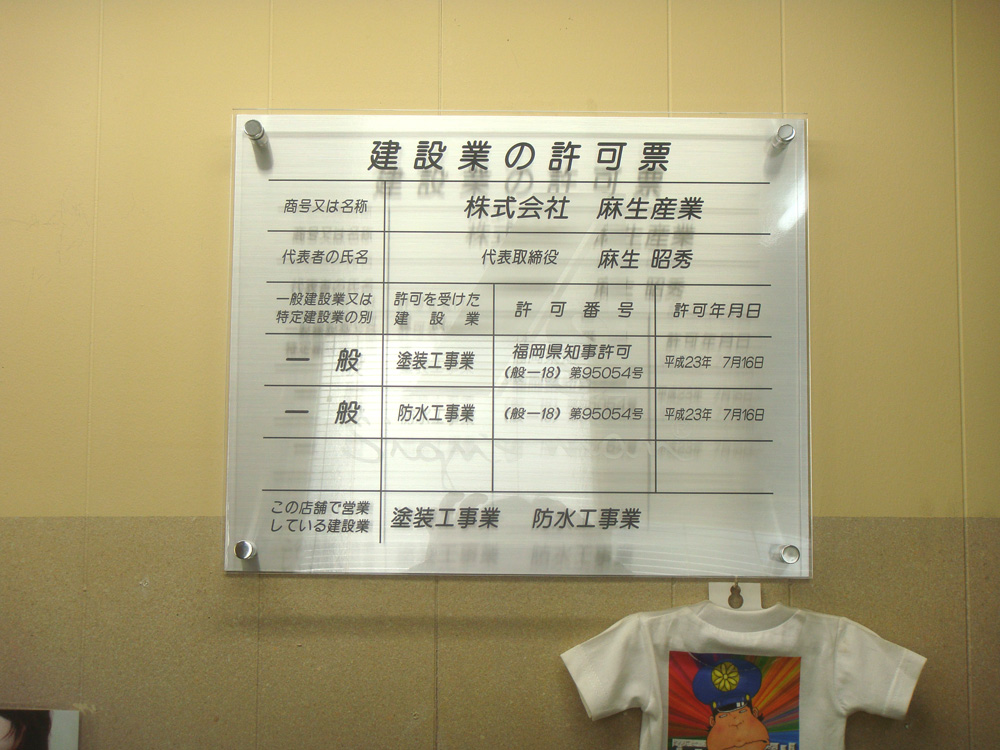 建設業の許可票
商号又は名称 株式会社 麻生産業
代表者の氏名 代表取締役 麻生 昭秀
一般建設業又は
特定建設業の別
許可を受けた
建設業
許可番号
許可年月日
一般 塗装工事業
福岡県知事許可
(般ー18) 第95054号
平成23年 7月16日
一般 防水工事業 (般ー18) 第95054号 平成23年 7月16日
この店舗で営業
している建設業
塗装工事業 防水工事業